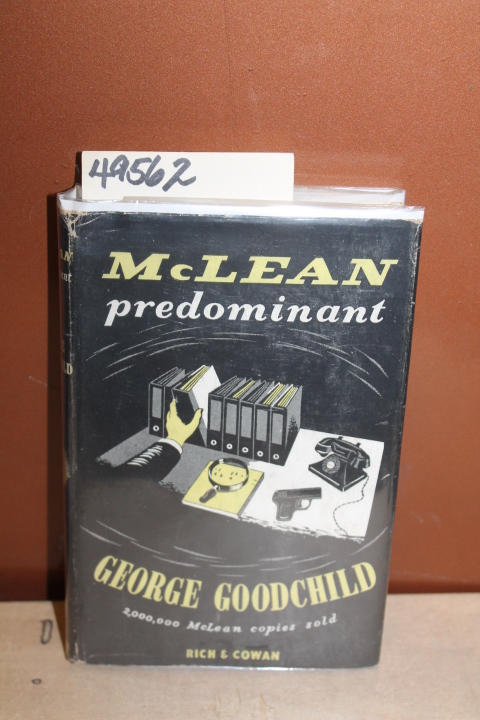 49562
McLEAN
predominant
GEORGE GOODCHILD
2,000,000 McLean copies sold
RICH & COWAN
D